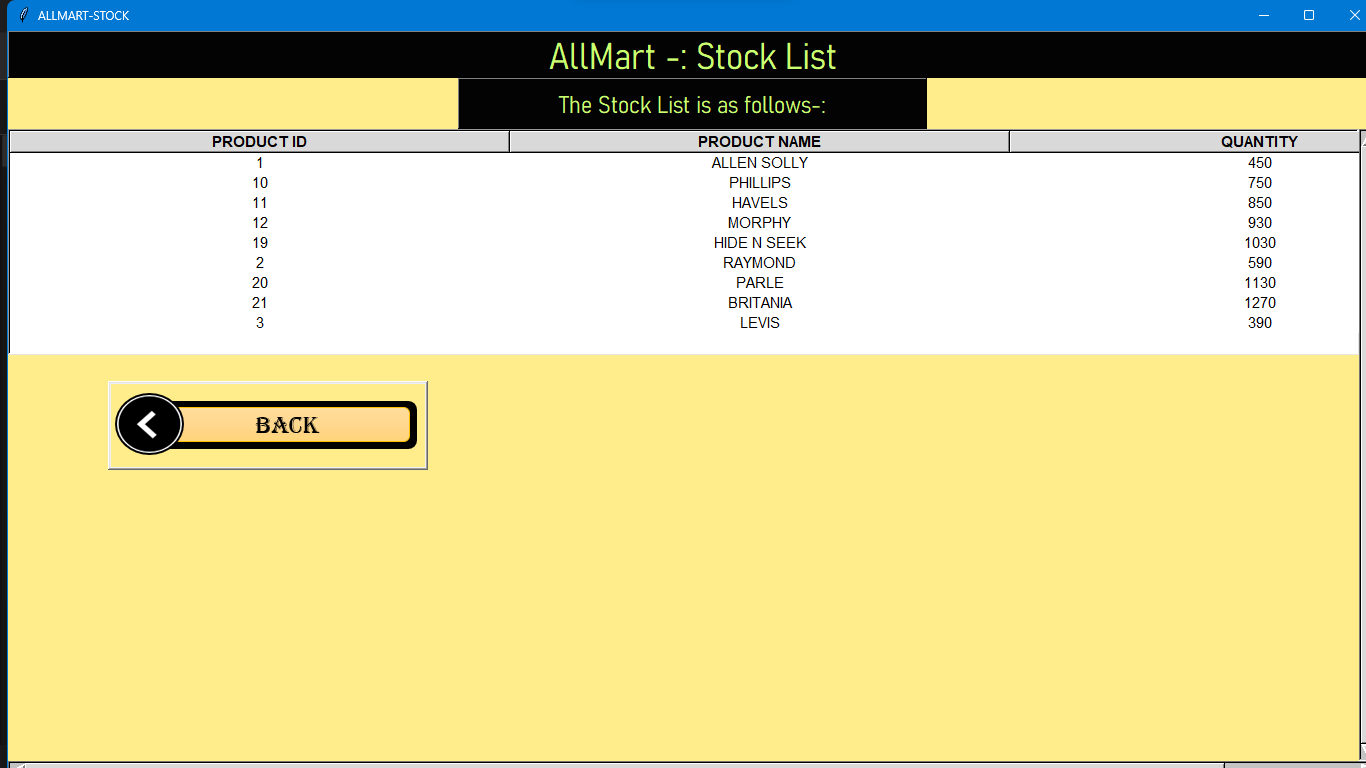 ALLMART-STOCK
AllMart -: Stock List
The Stock List is as follows-:
PRODUCT ID PRODUCT NAME QUANTITY
1 ALLEN SOLLY 450
10 PHILLIPS 750
11 HAVELS 850
12 MORPHY 930
19 HIDE N SEEK 1030
2 RAYMOND 590
20 PARLE 1130
21 BRITANIA 1270
3 LEVIS 390
BACK